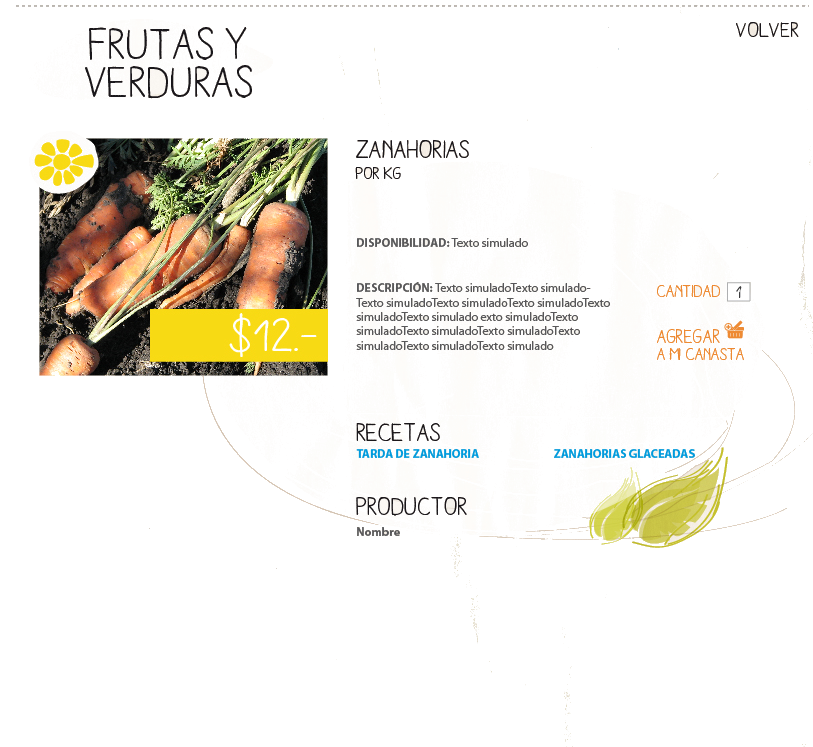 VOLVER
FRUTAS Y
VERDURAS
ZANAHORIAS
POR KG
DISPONIBILIDAD: Texto simulado
DESCRIPCIÓN: Texto simuladoTexto simulado-
Texto simuladoTexto simuladoTexto simuladoTexto
simuladoTexto simulado exto simuladoTexto
simuladoTexto simuladoTexto simuladoTexto
simuladoTexto simuladoTexto simulado
CANTIDAD 1
AGREGAR
A MI CANASTA
$12.-
RECETAS
TARDA DE ZANAHORIA ZANAHORIAS GLACEADAS
PRODUCTOR
Nombre